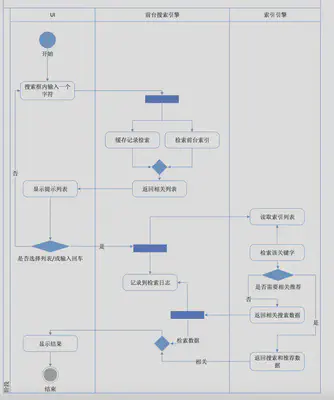 UI
前台搜索引擎
索引引擎
开始
搜索框内输入一个
字符
缓存记录检索
检索前台索引
否
显示提示列表
返回相关列表
读取索引列表
是
检索该关键字
是否选择列表/或输入回车
是否需要相关推荐
记录到检索日志
否
是
返回相关搜索数据
显示结果
检索数据
相关
返回搜索和推荐数
据
结束
阶段